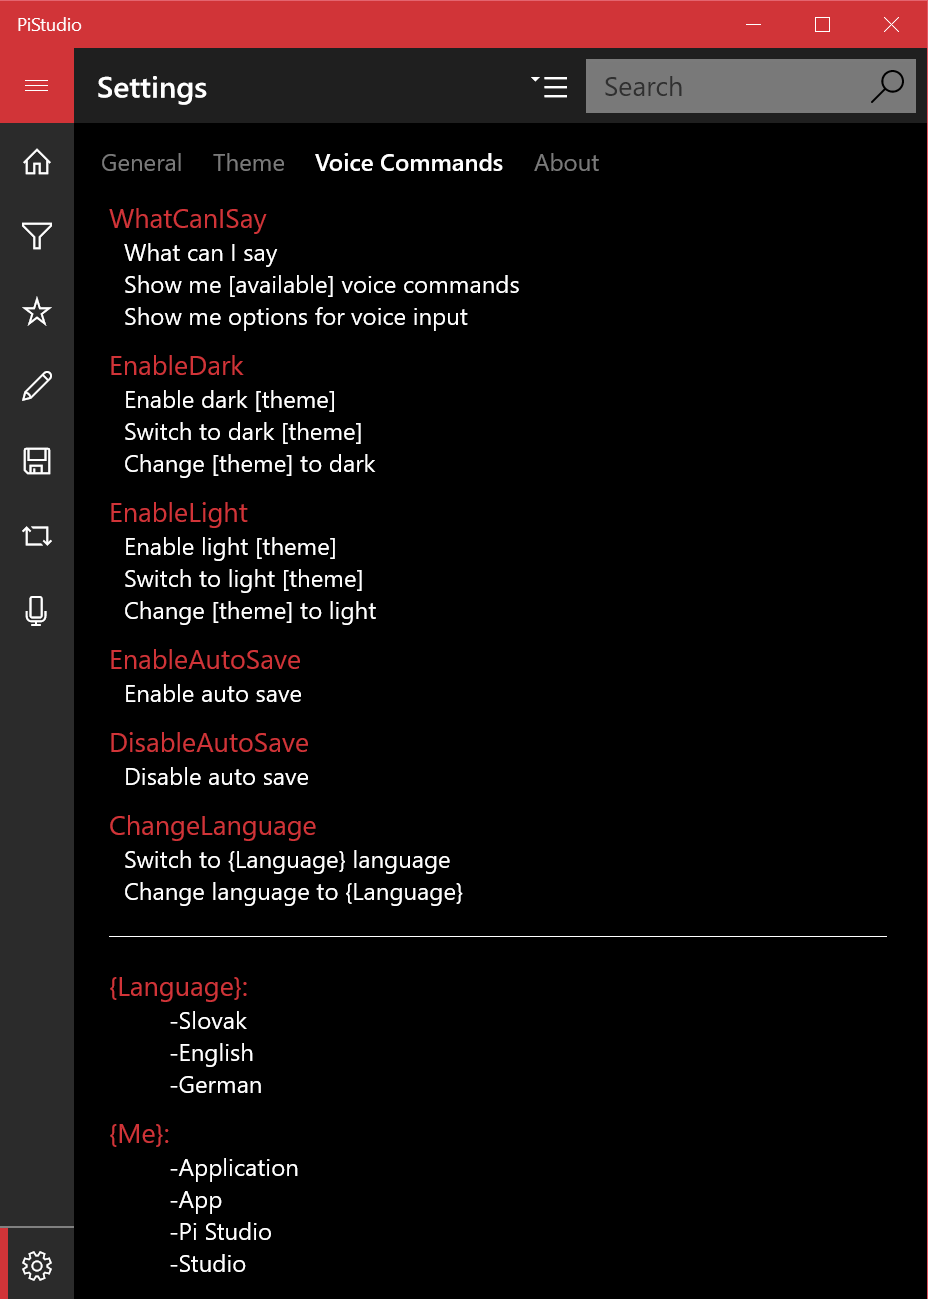 PiStudio
Settings
Search
General Theme Voice Commands About
WhatCanISay
What can I say
Show me [available] voice commands
Show me options for voice input
EnableDark
Enable dark [theme]
Switch to dark [theme]
Change [theme] to dark
EnableLight
Enable light [theme]
Switch to light [theme]
Change [theme] to light
EnableAutoSave
Enable auto save
DisableAutoSave
Disable auto save
ChangeLanguage
Switch to {Language} language
Change language to {Language}
{Language}:
-Slovak
-English
-German
{Me}:
-Application
-App
-Pi Studio
-Studio